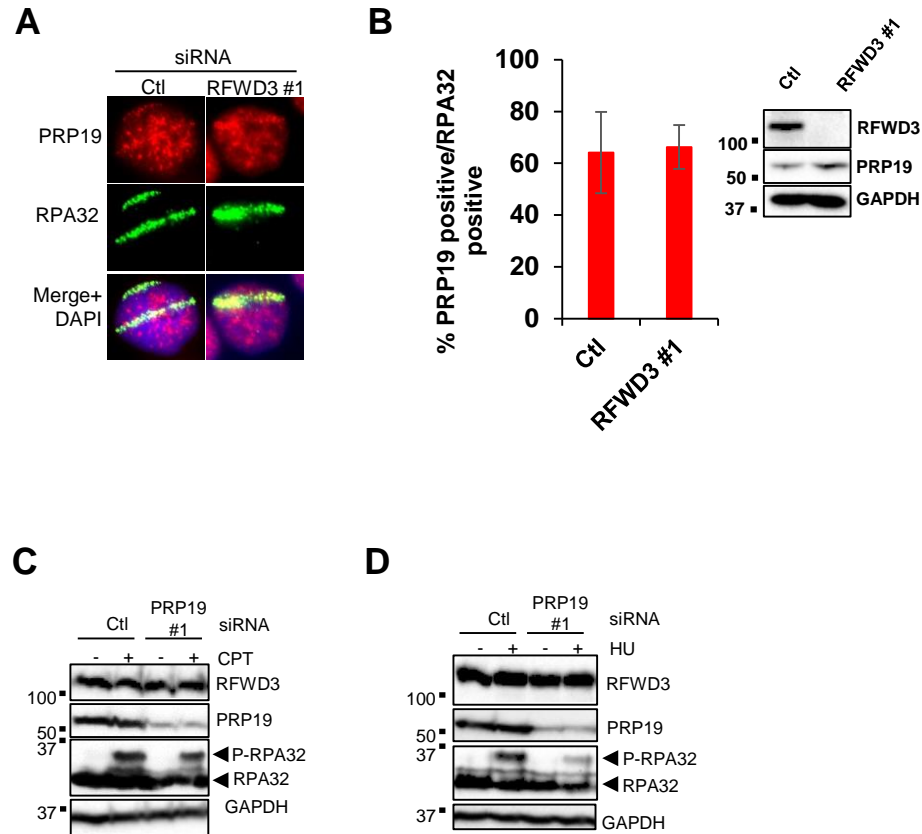 A
siRNA
Ctl
RFWD3 #1
PRP19
RPA32
Merge+
DAPI
B
% PRP19 positive/RPA32
positive
100
80
60
40
20
0
Ctl
RFWD3 #1
Ctl
RFWD3 #1
100
RFWD3
50
PRP19
37
GAPDH
C
Ctl
PRP19
#1
siRNA
- + - +
CPT
100
RFWD3
50
PRP19
37
P-RPA32
RPA32
37
GAPDH
D
Ctl
PRP19
#1
siRNA
- + - +
HU
100
RFWD3
50
PRP19
37
P-RPA32
RPA32
37
GAPDH